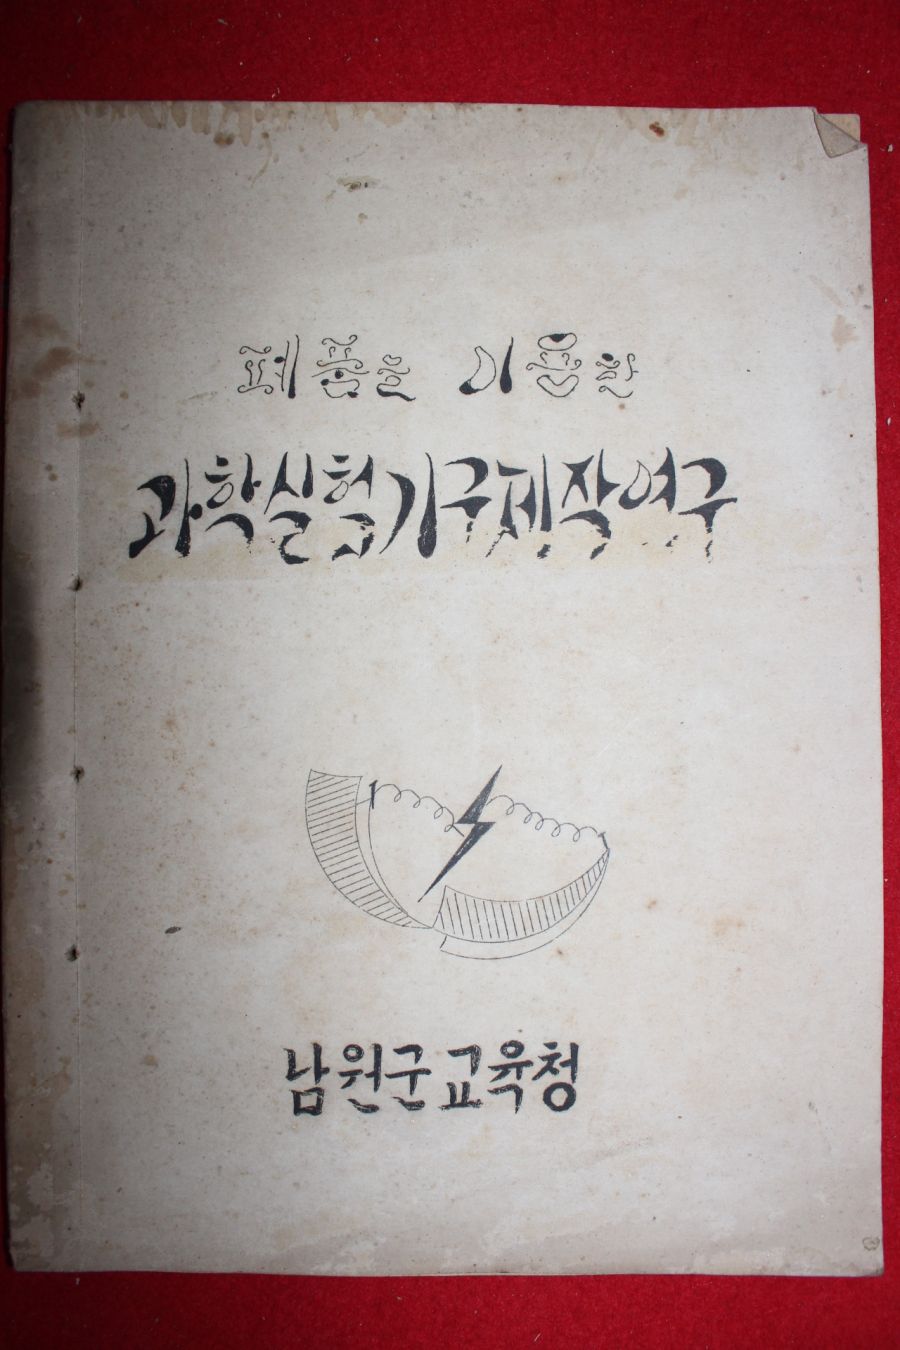 폐품을 이용한
과학실험기구제작연구
남원군교육청